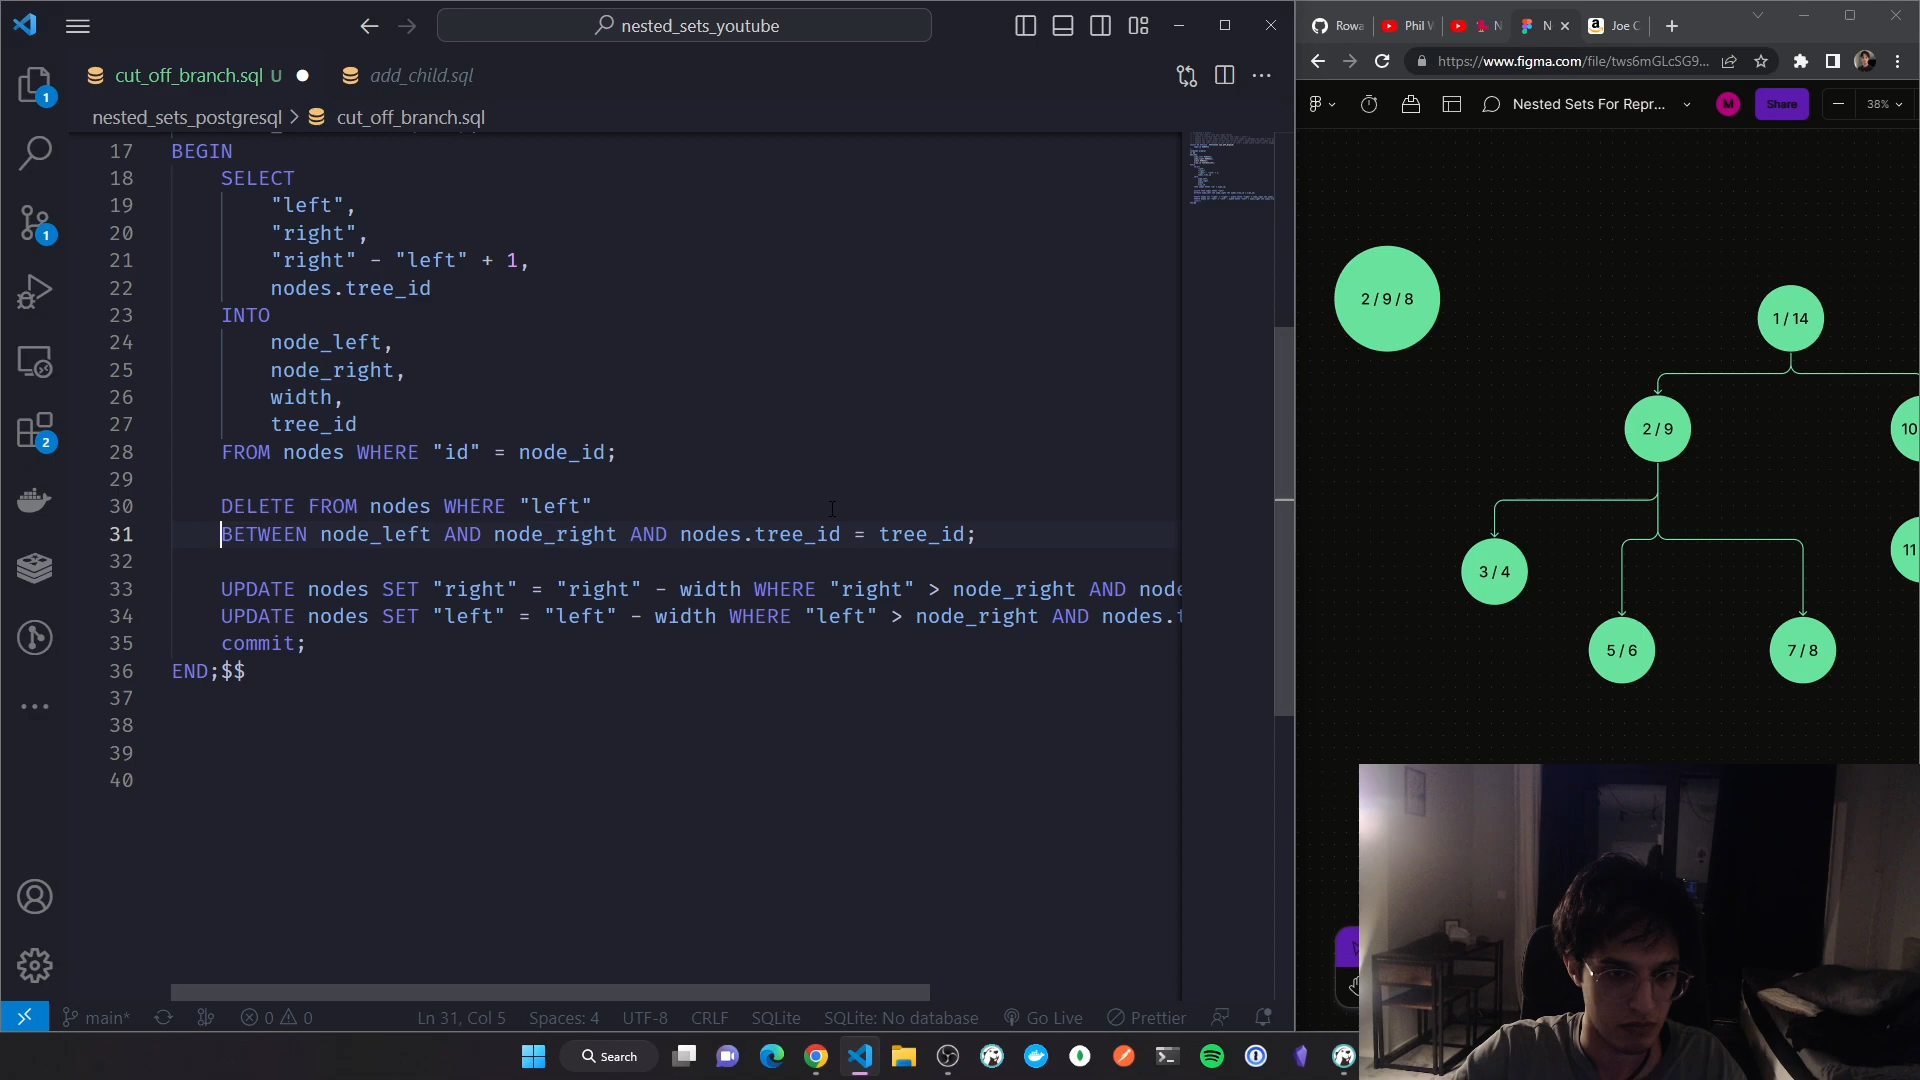 nested_sets_youtube
cut_off_branch.sql U
add_child.sql
nested_sets_postgresql > cut_off_branch.sql
17 BEGIN
18 SELECT
19 "left",
20 "right",
21 "right" - "left" + 1,
22 nodes.tree_id
23 INTO
24 node_left,
25 node_right,
26 width,
27 tree_id
28 FROM nodes WHERE "id" = node_id;
29
30 DELETE FROM nodes WHERE "left"
31 BETWEEN node_left AND node_right AND nodes.tree_id = tree_id;
32
33 UPDATE nodes SET "right" = "right" - width WHERE "right" > node_right AND node
34 UPDATE nodes SET "left" = "left" - width WHERE "left" > node_right AND nodes.t
35 commit;
36 END;$$
37
38
39
40
1
1
2
main*
0
0
Ln 31, Col 5
Spaces: 4
UTF-8
CRLF
SQLite
SQLite: No database
Go Live
Prettier
Search
Rowa
Phil
N
N
Joe C
https://www.figma.com/file/tws6mGLcSG9...
Nested Sets For Repr...
M
Share
38%
2 / 9 / 8
1 / 14
2 / 9
10
3 / 4
11
5 / 6
7 / 8